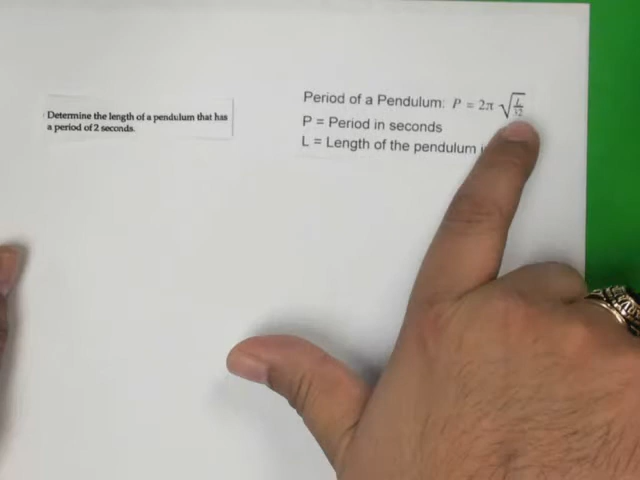 Determine the length of a pendulum that has
a period of 2 seconds.
Period of a Pendulum: P = 2π √(L/32)
P = Period in seconds
L = Length of the pendulum